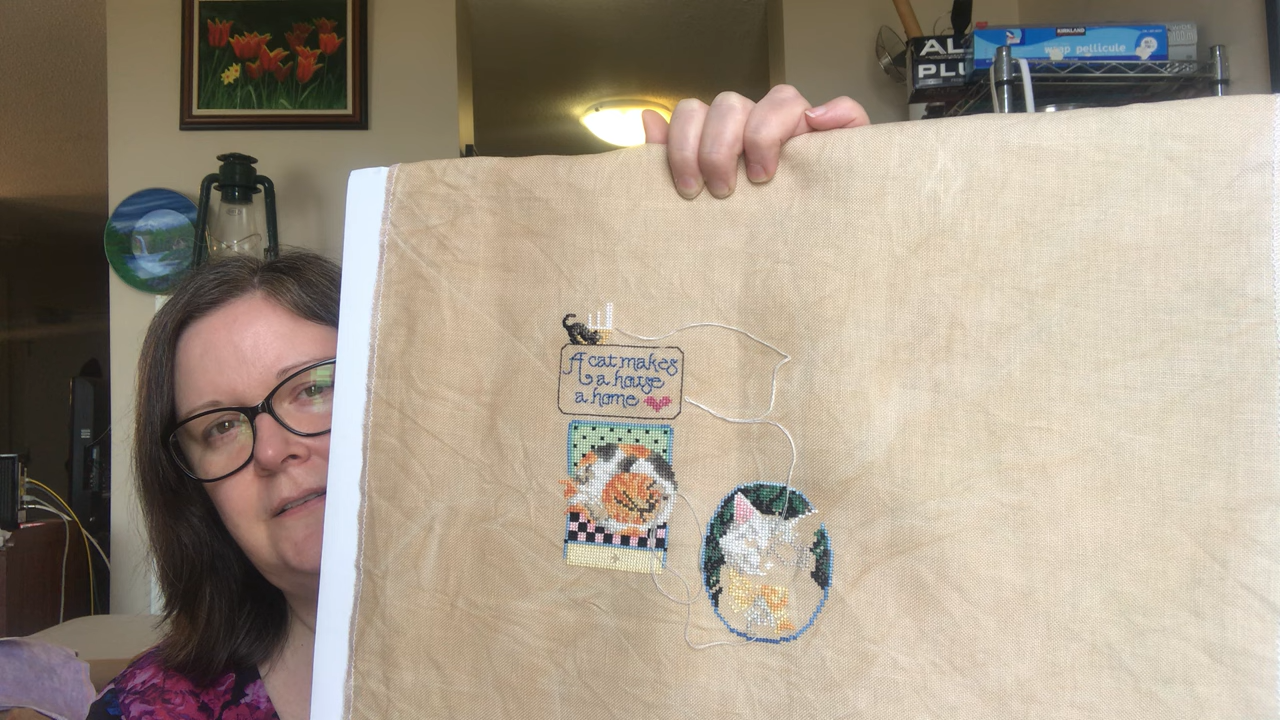 KIRKLAND
wrap pellicule
AL
PLU
A cat makes
a house
a home